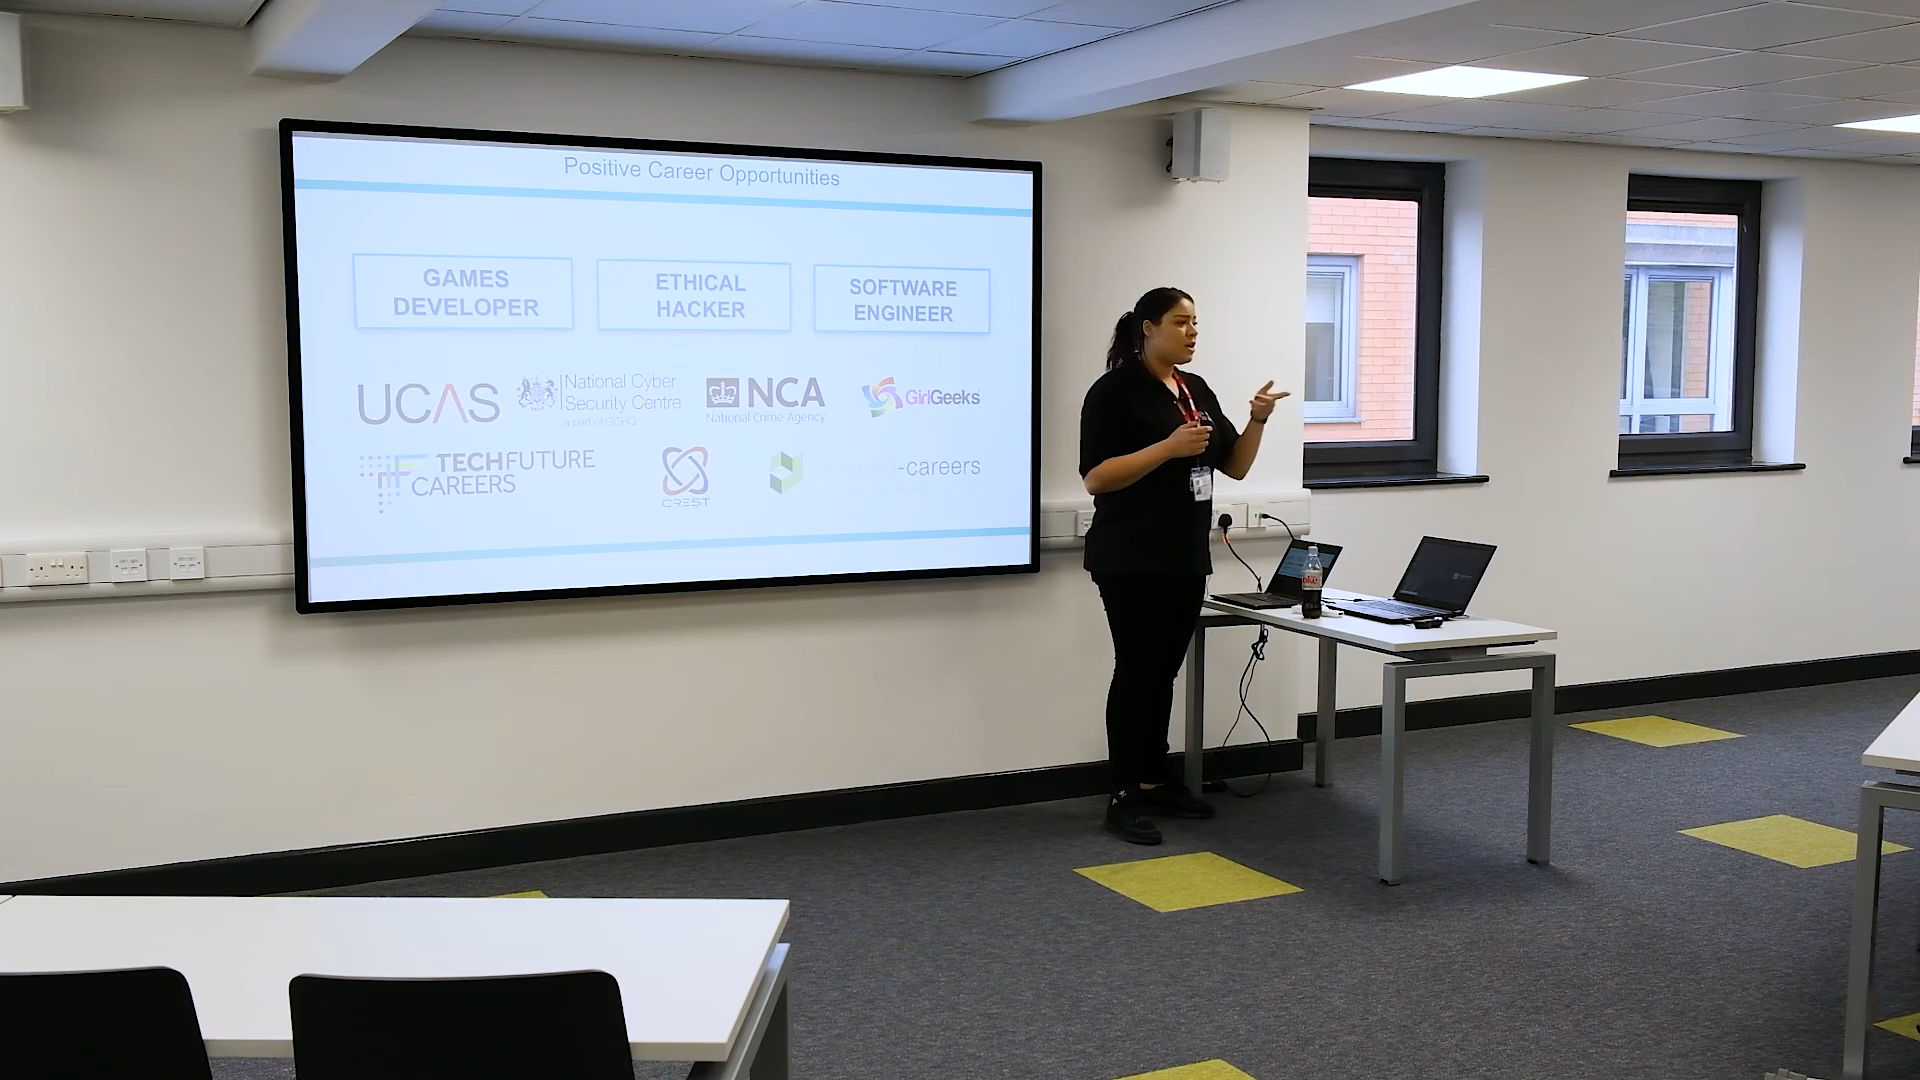 Positive Career Opportunities
GAMES
DEVELOPER
ETHICAL
HACKER
SOFTWARE
ENGINEER
UCAS
National Cyber
Security Centre
a part of GCHQ
NCA
National Crime Agency
GirlGeeks
TECHFUTURE
CAREERS
CREST
-careers